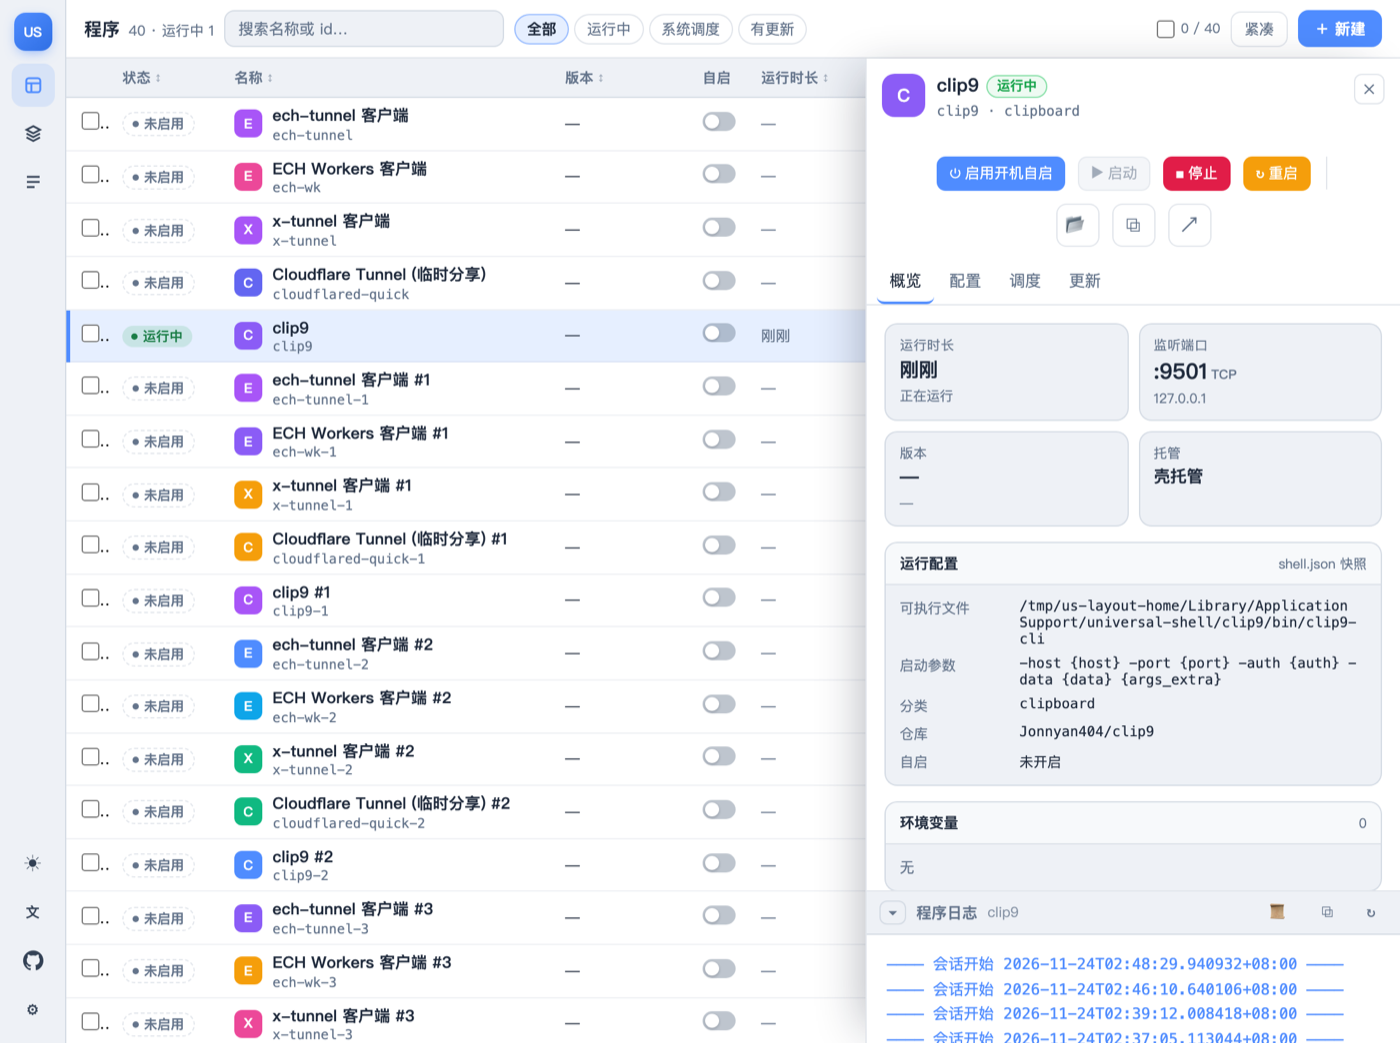 US
程序 40 · 运行中 1
搜索名称或 id…
全部
运行中
系统调度
有更新
0 / 40
紧凑
+ 新建
状态 ↕ 名称 ↕ 版本 ↕ 自启 运行时长 ↕
.. 未启用 E ech-tunnel 客户端 — —
ech-tunnel
.. 未启用 E ECH Workers 客户端 — —
ech-wk
.. 未启用 X x-tunnel 客户端 — —
x-tunnel
.. 未启用 C Cloudflare Tunnel (临时分享) — —
cloudflared-quick
.. 运行中 C clip9 — 刚刚
clip9
.. 未启用 E ech-tunnel 客户端 #1 — —
ech-tunnel-1
.. 未启用 E ECH Workers 客户端 #1 — —
ech-wk-1
.. 未启用 X x-tunnel 客户端 #1 — —
x-tunnel-1
.. 未启用 C Cloudflare Tunnel (临时分享) #1 — —
cloudflared-quick-1
.. 未启用 C clip9 #1 — —
clip9-1
.. 未启用 E ech-tunnel 客户端 #2 — —
ech-tunnel-2
.. 未启用 E ECH Workers 客户端 #2 — —
ech-wk-2
.. 未启用 X x-tunnel 客户端 #2 — —
x-tunnel-2
.. 未启用 C Cloudflare Tunnel (临时分享) #2 — —
cloudflared-quick-2
.. 未启用 C clip9 #2 — —
clip9-2
.. 未启用 E ech-tunnel 客户端 #3 — —
ech-tunnel-3
.. 未启用 E ECH Workers 客户端 #3 — —
ech-wk-3
.. 未启用 X x-tunnel 客户端 #3 — —
x-tunnel-3
文
C clip9 运行中
clip9 · clipboard
启用开机自启
启动
停止
重启
概览 配置 调度 更新
运行时长
刚刚
正在运行
监听端口
:9501 TCP
127.0.0.1
版本
—
—
托管
壳托管
运行配置 shell.json 快照
可执行文件 /tmp/us-layout-home/Library/Application
Support/universal-shell/clip9/bin/clip9-
cli
启动参数 -host {host} -port {port} -auth {auth} -
data {data} {args_extra}
分类 clipboard
仓库 Jonnyan404/clip9
自启 未开启
环境变量 0
无
程序日志 clip9
—— 会话开始 2026-11-24T02:48:29.940932+08:00 ——
—— 会话开始 2026-11-24T02:46:10.640106+08:00 ——
—— 会话开始 2026-11-24T02:39:12.008418+08:00 ——
—— 会话开始 2026-11-24T02:37:05.113044+08:00 ——